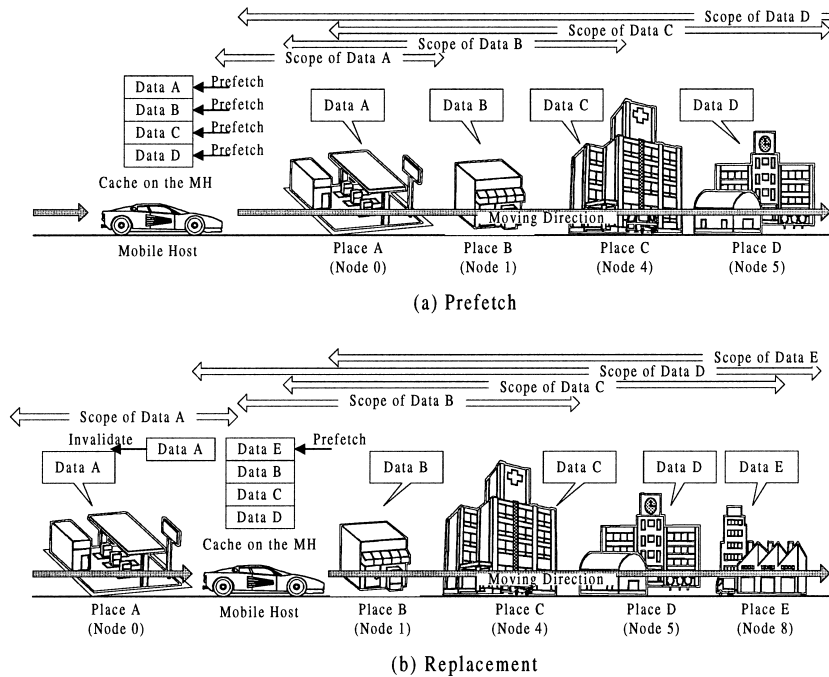 Scope of Data D
Scope of Data C
Scope of Data B
Scope of Data A
Data A Prefetch
Data B Prefetch
Data C Prefetch
Data D Prefetch
Cache on the MH
Data A
Data B
Data C
Data D
Moving Direction
Mobile Host
Place A
(Node 0)
Place B
(Node 1)
Place C
(Node 4)
Place D
(Node 5)
(a) Prefetch
Scope of Data E
Scope of Data D
Scope of Data C
Scope of Data B
Scope of Data A
Invalidate
Data A
Data E Prefetch
Data B
Data C
Data D
Cache on the MH
Data A
Data B
Data C
Data D
Data E
Moving Direction
Place A
(Node 0)
Mobile Host
Place B
(Node 1)
Place C
(Node 4)
Place D
(Node 5)
Place E
(Node 8)
(b) Replacement